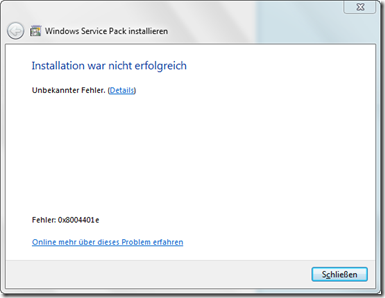 Windows Service Pack installieren
Installation war nicht erfolgreich
Unbekannter Fehler. (Details)
Fehler: 0x8004401e
Online mehr über dieses Problem erfahren
Schließen